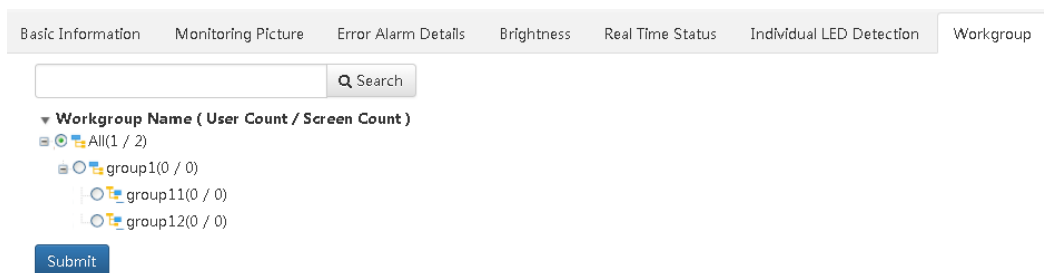 Basic Information Monitoring Picture Error Alarm Details Brightness Real Time Status Individual LED Detection Workgroup
Search
Workgroup Name ( User Count / Screen Count )
All(1 / 2)
group1(0 / 0)
group11(0 / 0)
group12(0 / 0)
Submit